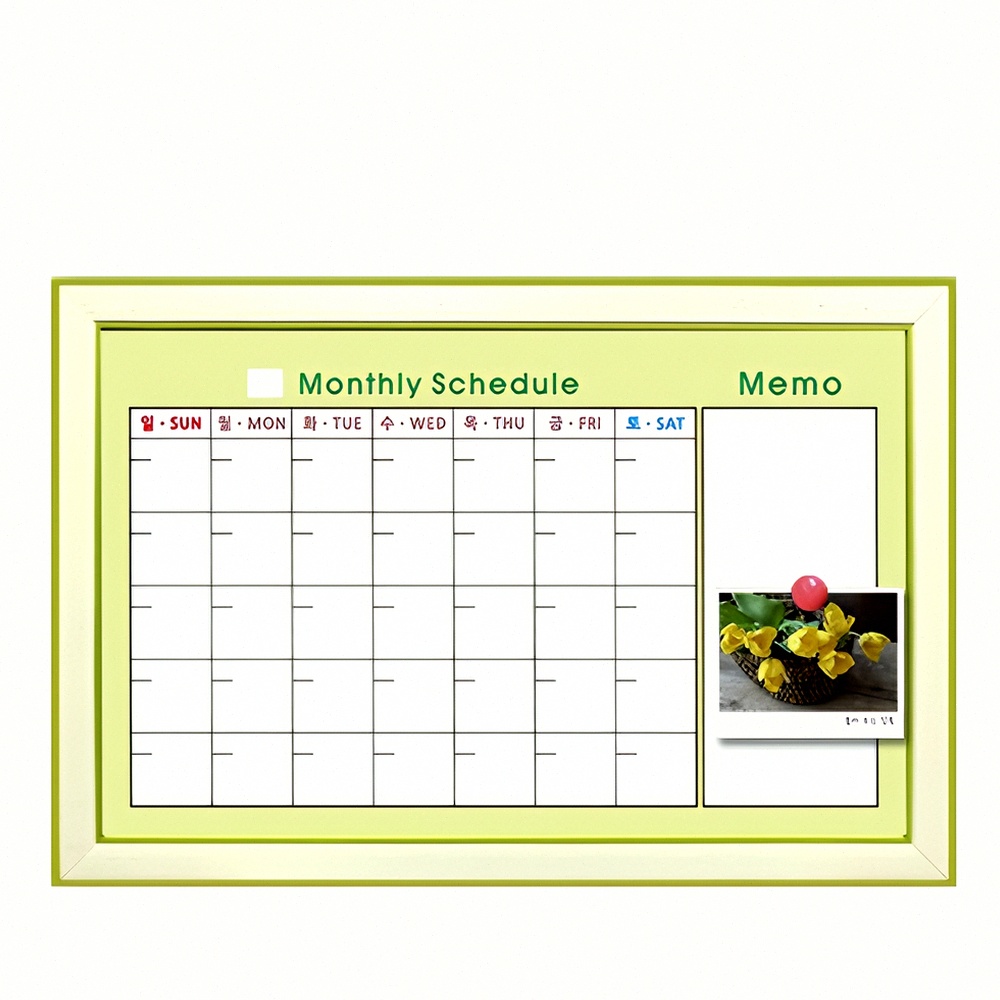 Monthly Schedule
Memo
일·SUN 월·MON 화·TUE 수·WED 목·THU 금·FRI 토·SAT